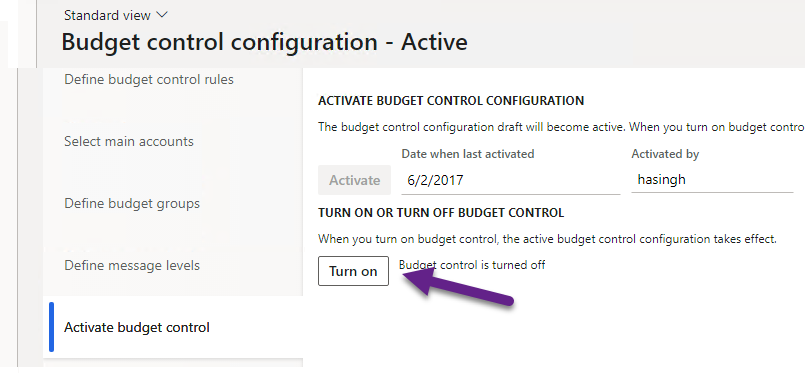 Standard view
Budget control configuration - Active
Define budget control rules
Select main accounts
Define budget groups
Define message levels
Activate budget control
ACTIVATE BUDGET CONTROL CONFIGURATION
The budget control configuration draft will become active. When you turn on budget contro
Date when last activated
Activated by
Activate
6/2/2017
hasingh
TURN ON OR TURN OFF BUDGET CONTROL
When you turn on budget control, the active budget control configuration takes effect.
Turn on
Budget control is turned off